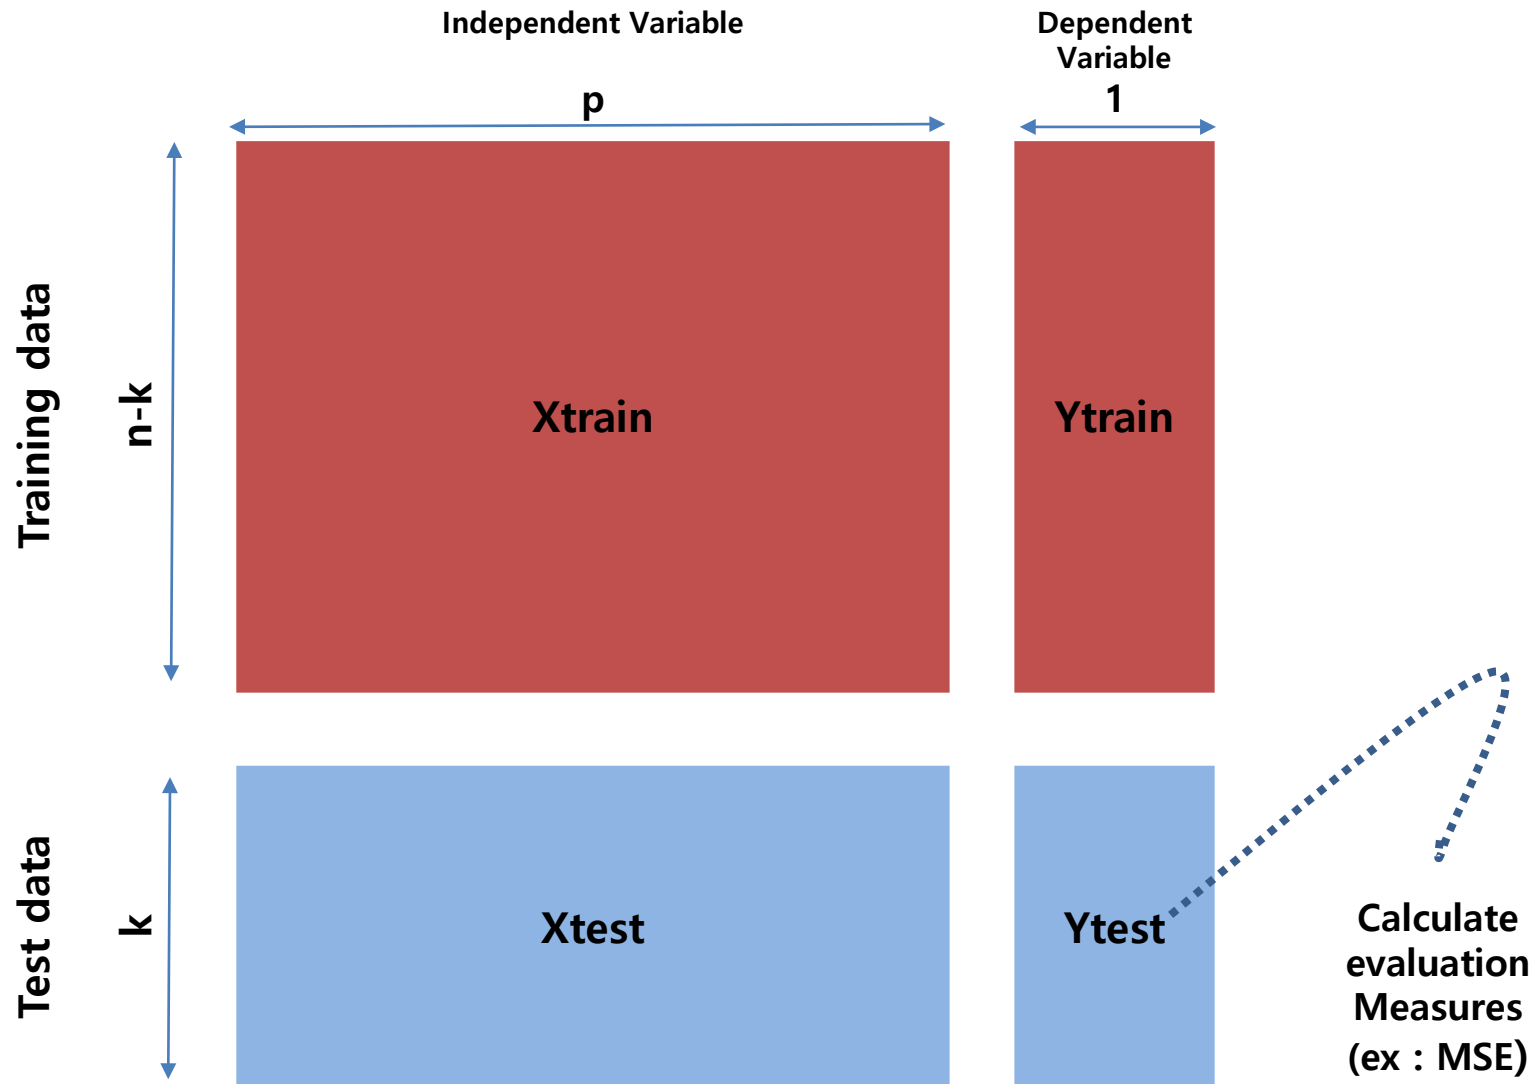 Independent Variable
Dependent
Variable
p
1
Training data
n-k
Xtrain
Ytrain
Test data
k
Xtest
Ytest
Calculate
evaluation
Measures
(ex : MSE)